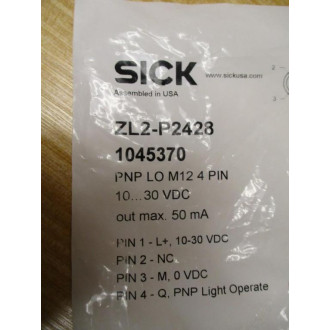 SICK
www.sickusa.com
Assembled in USA
2
ZL2-P2428
1045370
3
PNP LO M12 4 PIN
10...30 VDC
out max. 50 mA
PIN 1 - L+, 10-30 VDC
PIN 2 - NC
PIN 3 - M, 0 VDC
PIN 4 - Q, PNP Light Operate